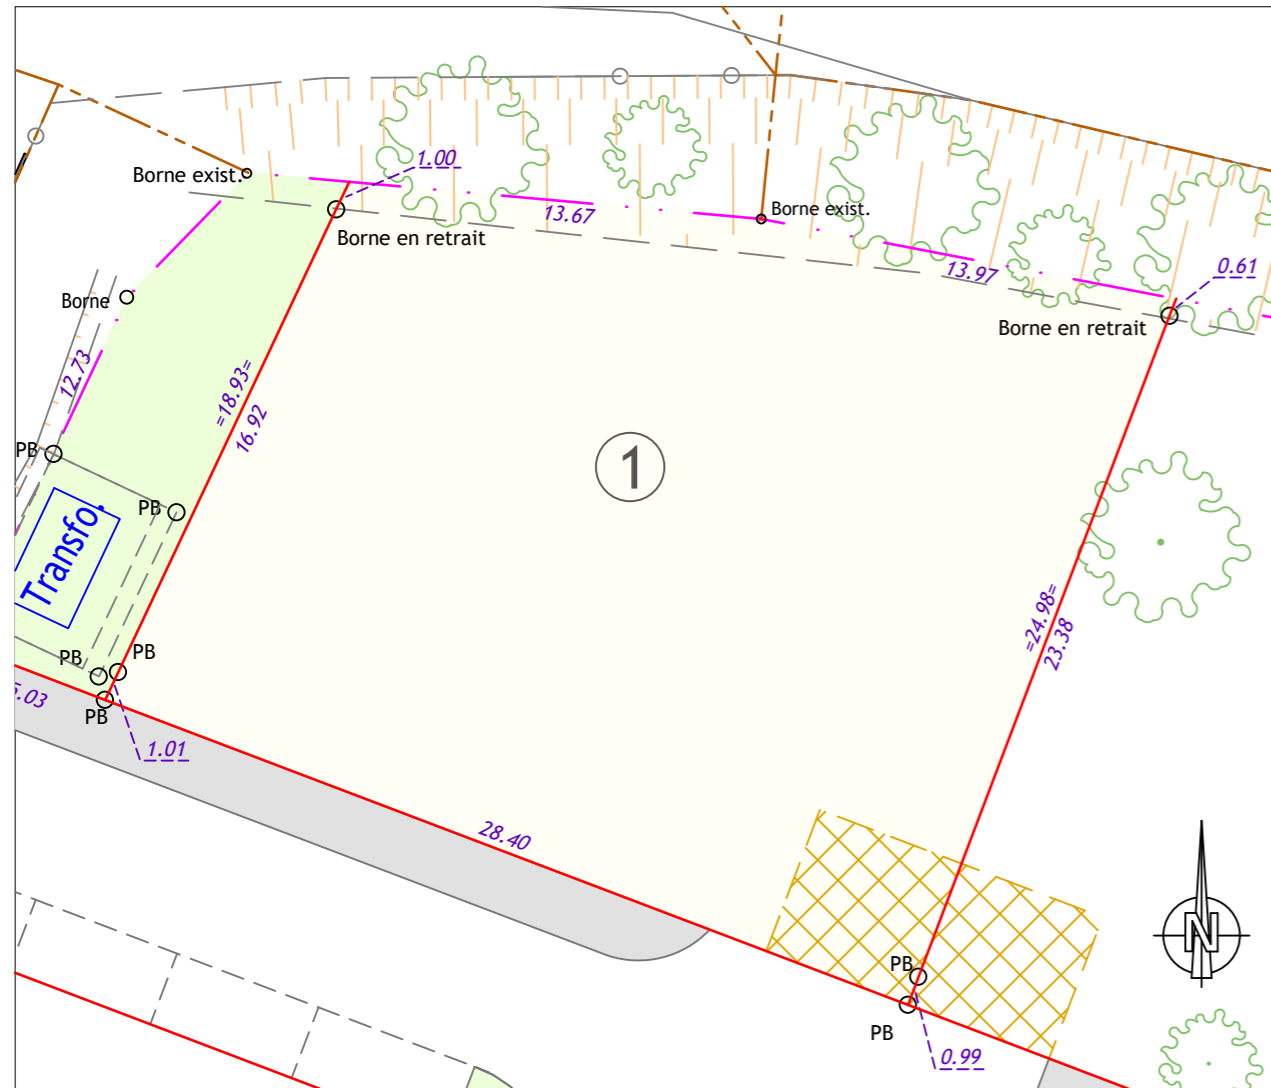 1.00
Borne exist.
13.67
Borne exist.
Borne en retrait
13.97
0.61
Borne
Borne en retrait
12.73
=18.93=
16.92
1
PB
PB
Transfo.
=24.98=
23.38
PB
PB
5.03
PB
1.01
28.40
N
PB
PB
0.99